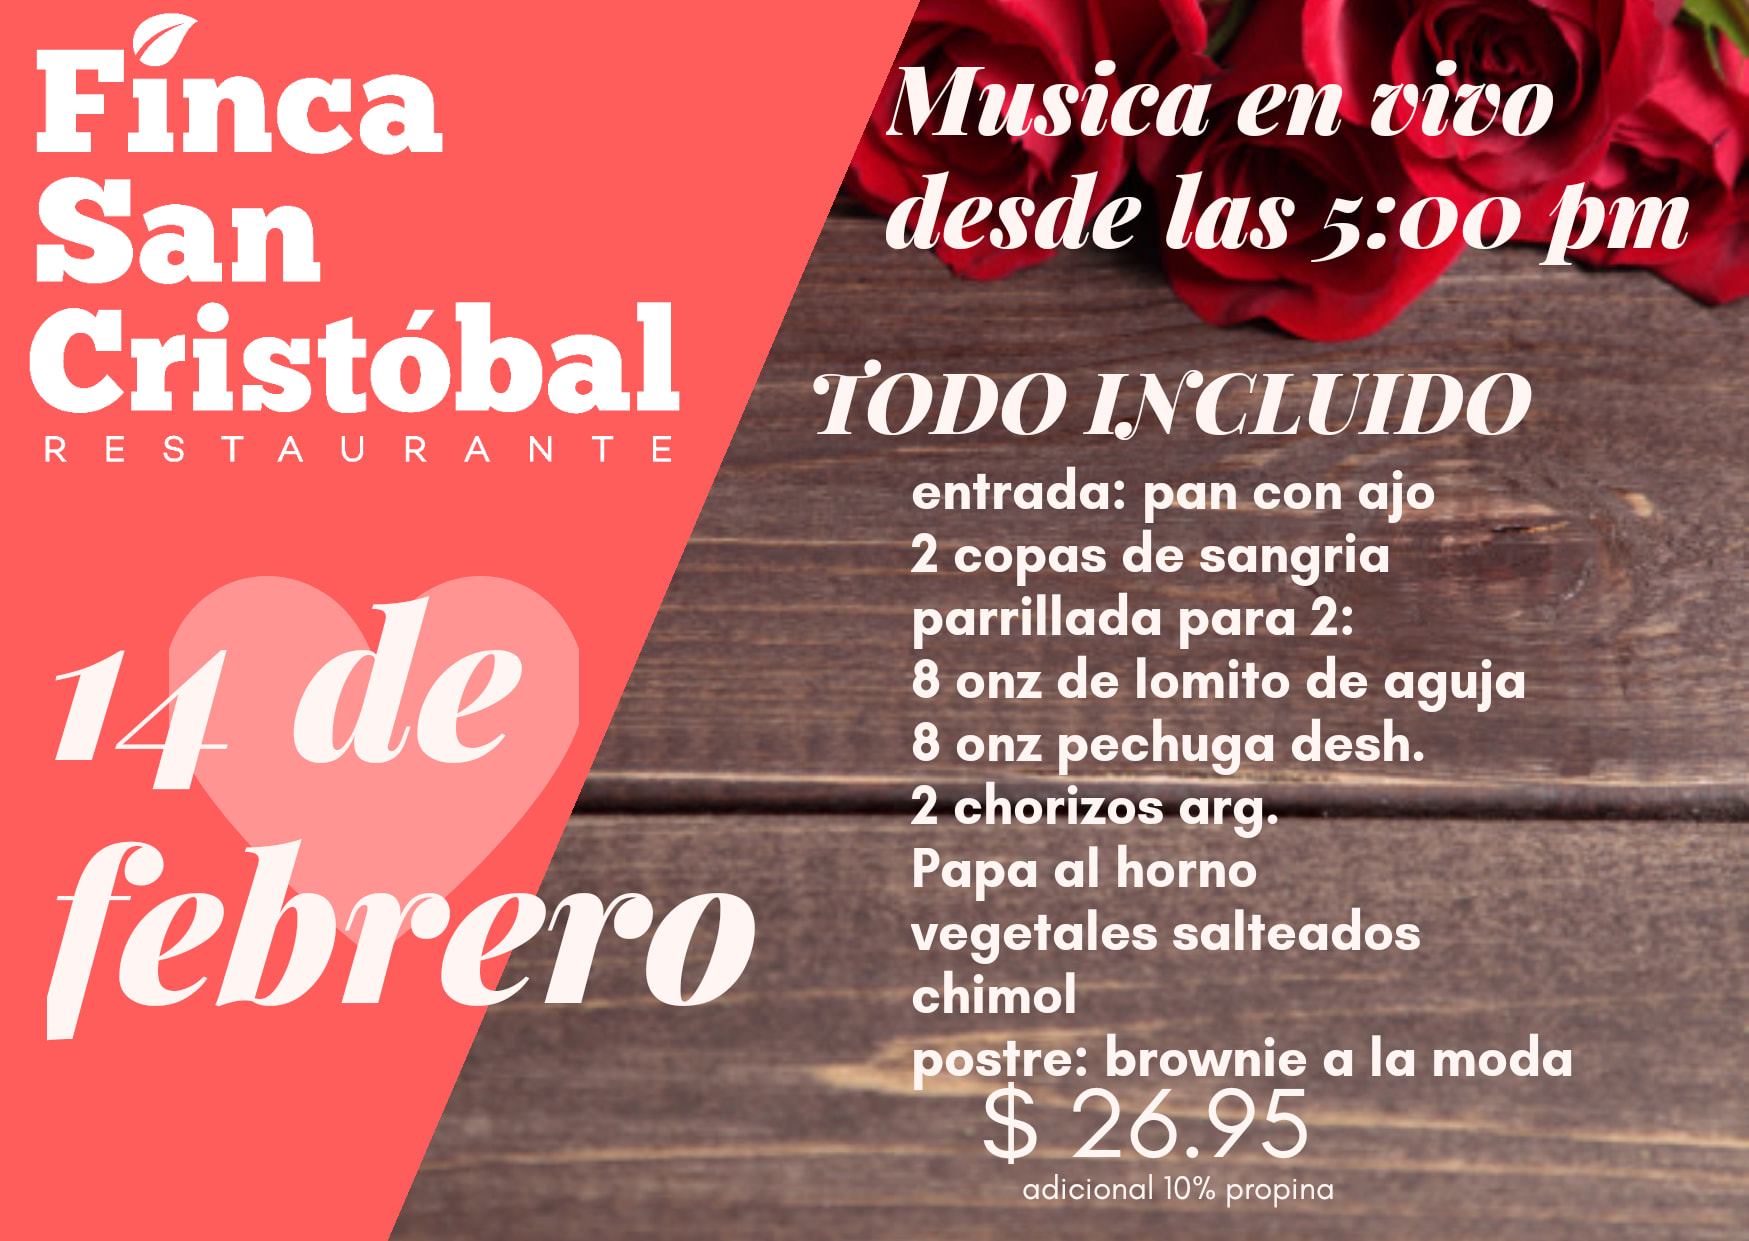 Finca
San
Cristóbal
RESTAURANTE
14 de
febrero
Musica en vivo
desde las 5:00 pm
TODO INCLUIDO
entrada: pan con ajo
2 copas de sangria
parrillada para 2:
8 onz de lomito de aguja
8 onz pechuga desh.
2 chorizos arg.
Papa al horno
vegetales salteados
chimol
postre: brownie a la moda
$ 26.95
adicional 10% propina